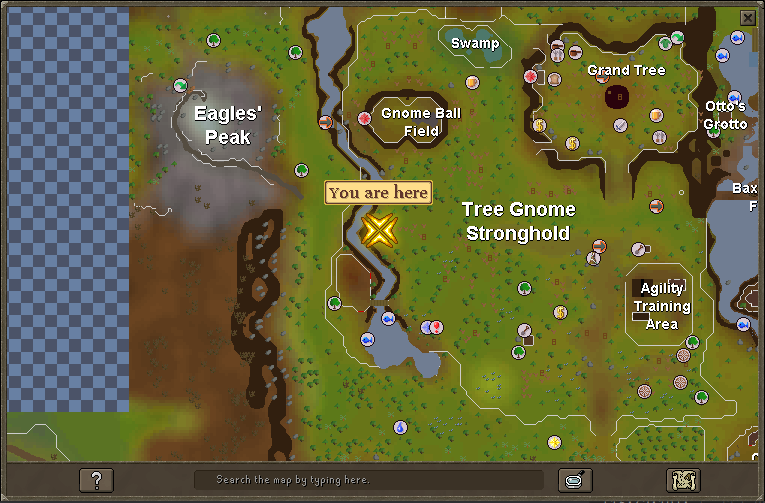 Swamp
Grand Tree
Eagles'
Peak
Gnome Ball
Field
Otto's
Grotto
You are here
Tree Gnome
Stronghold
Agility
Training
Area
?
Search the map by typing here.